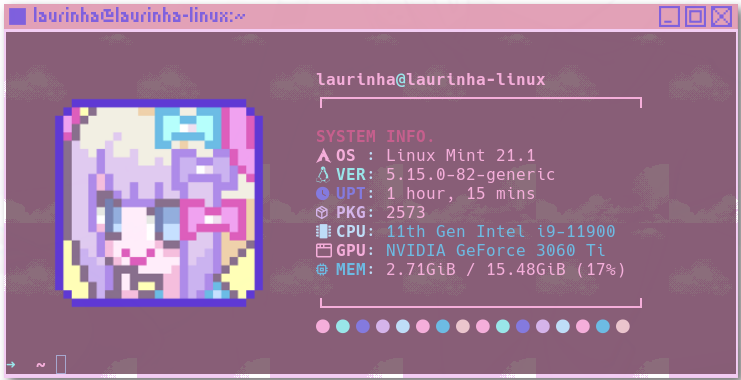 laurinha@laurinha-linux:~
laurinha@laurinha-linux
SYSTEM INFO.
OS : Linux Mint 21.1
VER: 5.15.0-82-generic
UPT: 1 hour, 15 mins
PKG: 2573
CPU: 11th Gen Intel i9-11900
GPU: NVIDIA GeForce 3060 Ti
MEM: 2.71GiB / 15.48GiB (17%)
→ ~